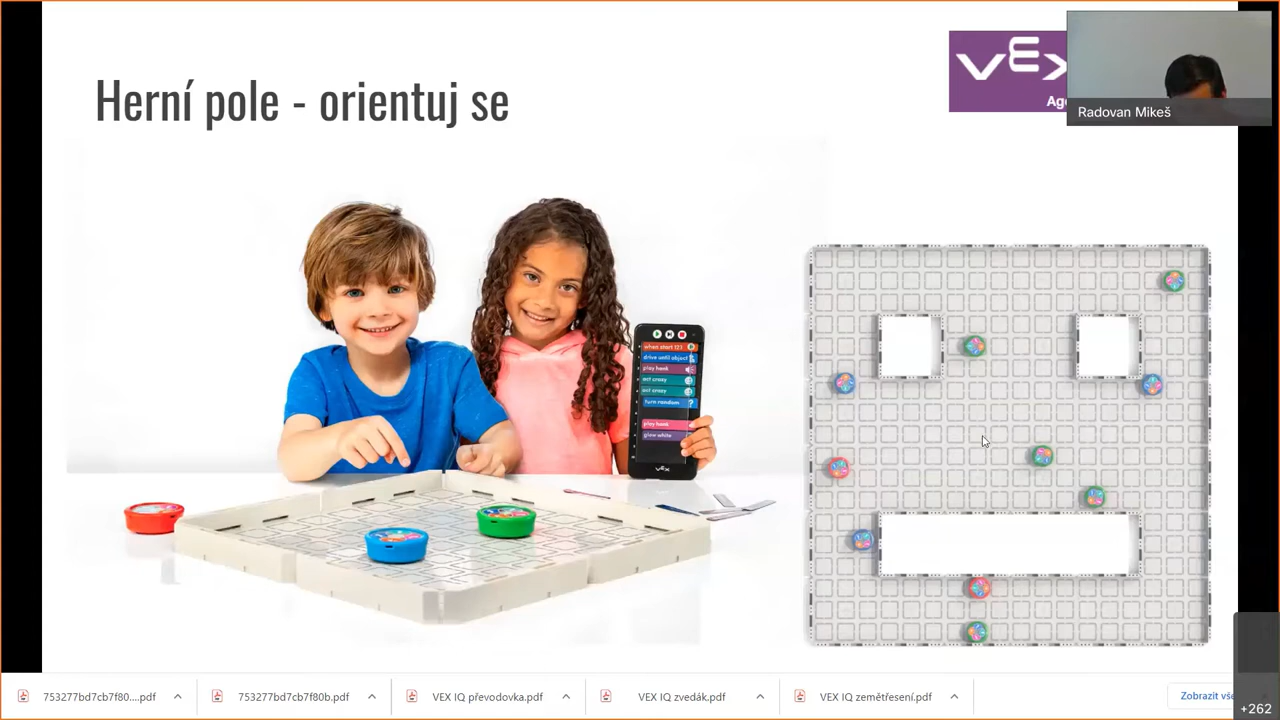 Herní pole - orientuj se
VEX
Radovan Mikeš
when start 123
drive until object
play honk
act crazy
act crazy
turn random
play honk
glow white
vex
753277bd7cb7f80....pdf
753277bd7cb7f80b.pdf
VEX IQ převodovka.pdf
VEX IQ zvedák.pdf
VEX IQ zemětřesení.pdf
+262